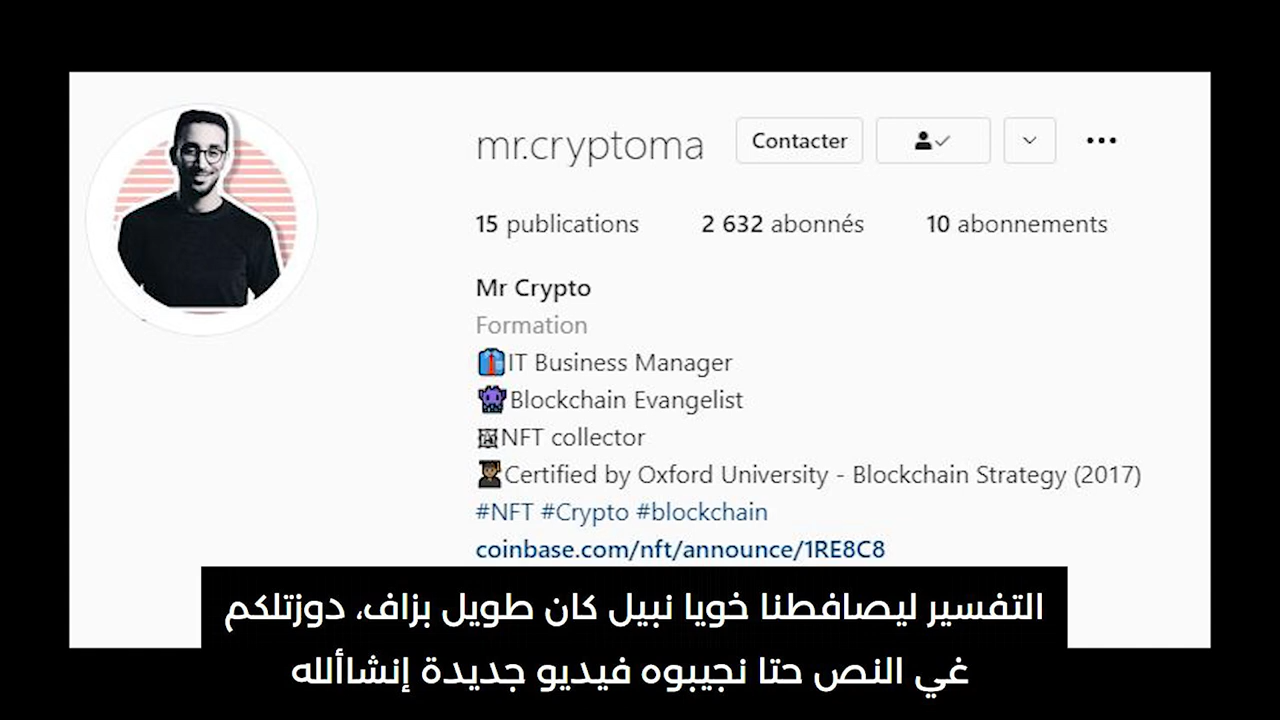 mr.cryptoma
Contacter
15 publications 2 632 abonnés 10 abonnements
Mr Crypto
Formation
👔IT Business Manager
👾Blockchain Evangelist
🖼NFT collector
👨🏾‍🎓Certified by Oxford University - Blockchain Strategy (2017)
#NFT #Crypto #blockchain
coinbase.com/nft/announce/1RE8C8
التفسير ليصافطنا خويا نبيل كان طويل بزاف، دوزتلكم
غي النص حتا نجيبوه فيديو جديدة إنشاألله